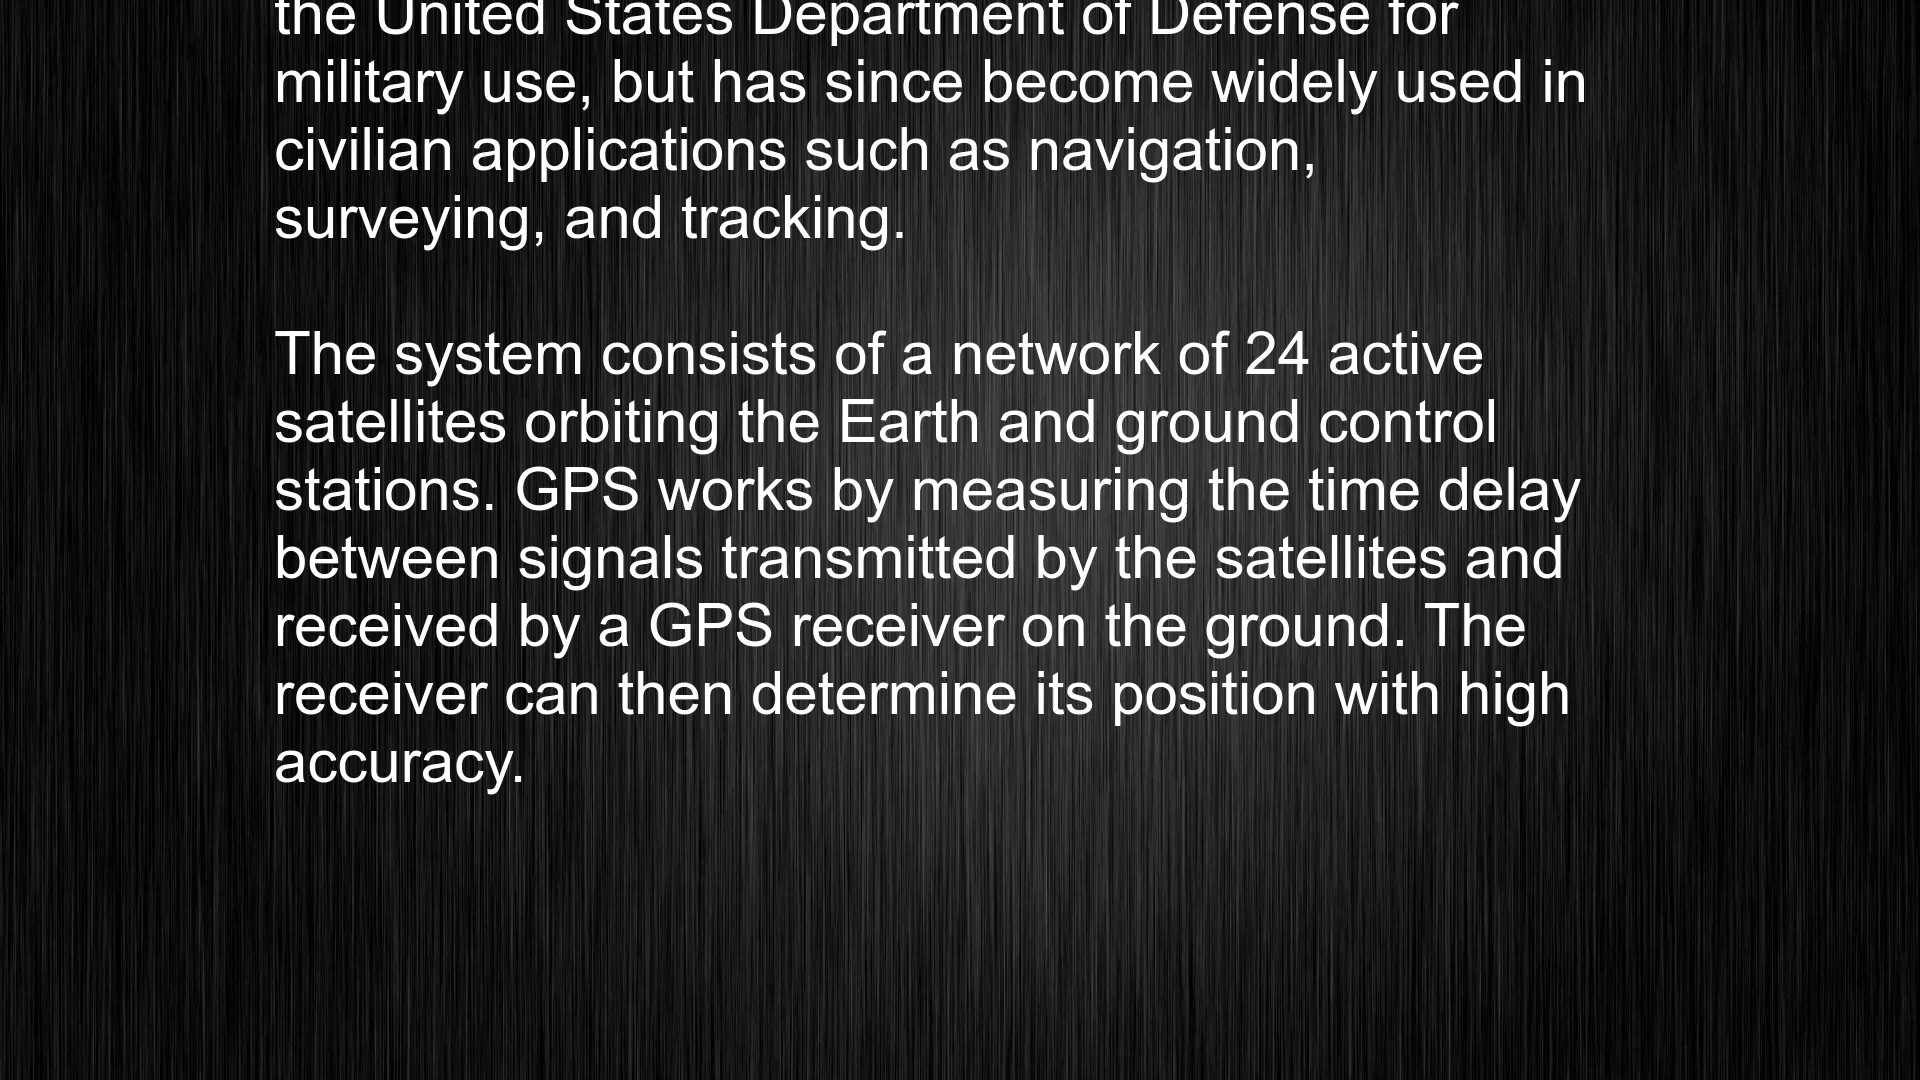 the United States Department of Defense for
military use, but has since become widely used in
civilian applications such as navigation,
surveying, and tracking.
The system consists of a network of 24 active
satellites orbiting the Earth and ground control
stations. GPS works by measuring the time delay
between signals transmitted by the satellites and
received by a GPS receiver on the ground. The
receiver can then determine its position with high
accuracy.